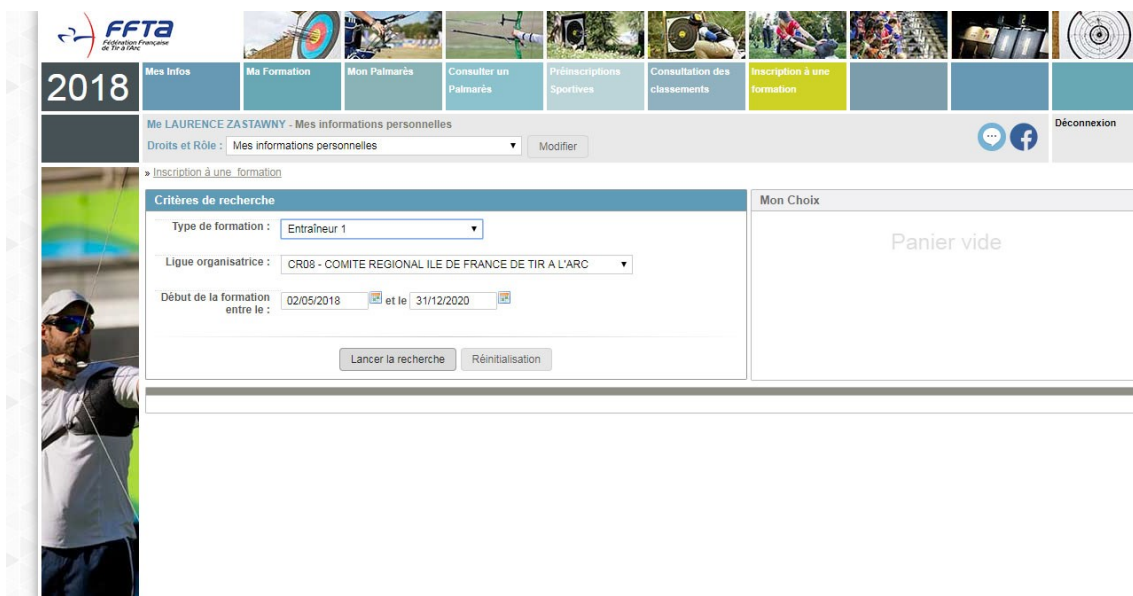 FFTa
Fédération Française
de Tir à l'Arc
2018
Mes Infos
Ma Formation
Mon Palmarès
Consulter un
Palmarès
Préinscriptions
Sportives
Consultation des
classements
Inscription à une
formation
Me LAURENCE ZASTAWNY - Mes informations personnelles
Droits et Rôle : Mes informations personnelles Modifier
Déconnexion
» Inscription à une formation
Critères de recherche
Type de formation : Entraîneur 1
Ligue organisatrice : CR08 - COMITE REGIONAL ILE DE FRANCE DE TIR A L'ARC
Début de la formation
entre le : 02/05/2018 et le 31/12/2020
Lancer la recherche Réinitialisation
Mon Choix
Panier vide